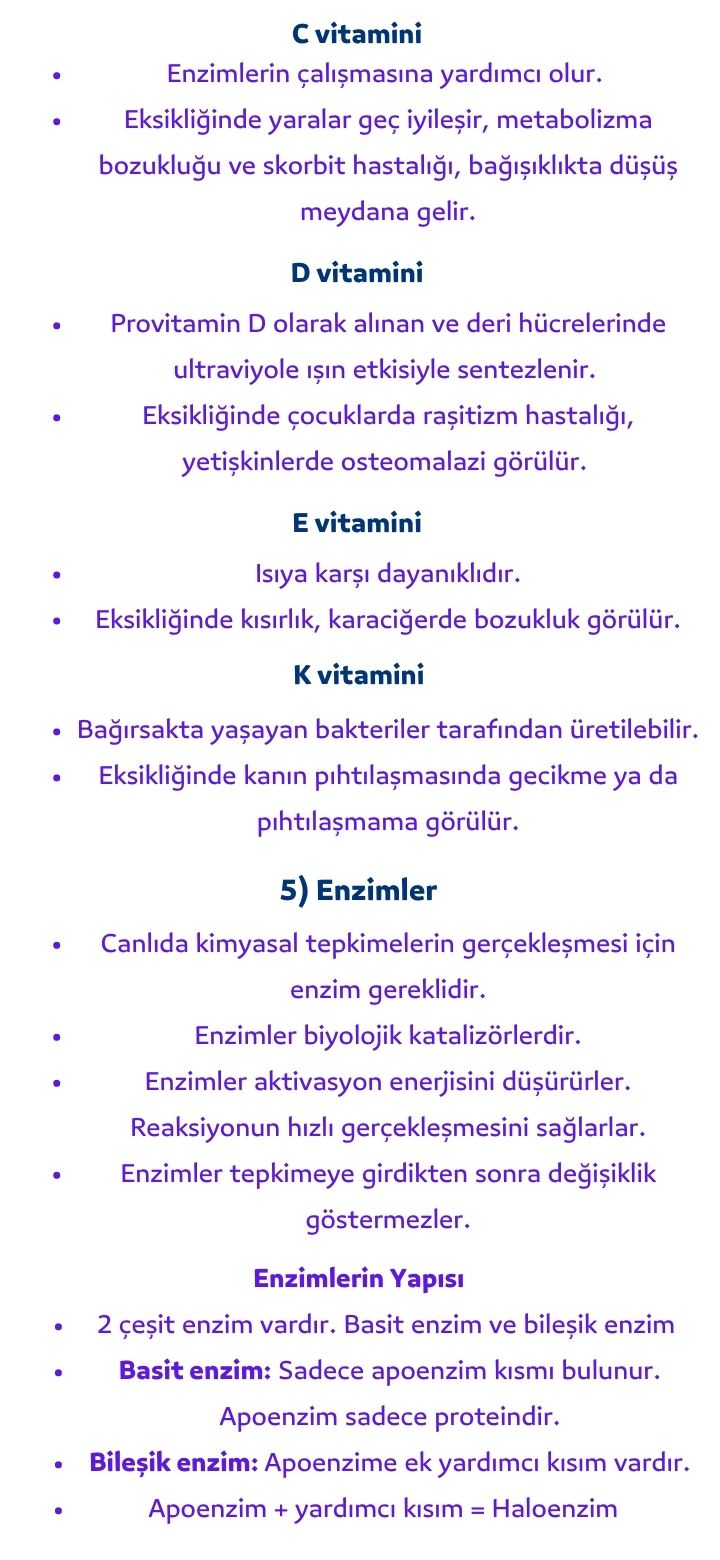 C vitamini
• Enzimlerin çalışmasına yardımcı olur.
• Eksikliğinde yaralar geç iyileşir, metabolizma
bozukluğu ve skorbit hastalığı, bağışıklıkta düşüş
meydana gelir.
D vitamini
• Provitamin D olarak alınan ve deri hücrelerinde
ultraviyole ışın etkisiyle sentezlenir.
• Eksikliğinde çocuklarda raşitizm hastalığı,
yetişkinlerde osteomalazi görülür.
E vitamini
• Isıya karşı dayanıklıdır.
• Eksikliğinde kısırlık, karaciğerde bozukluk görülür.
K vitamini
• Bağırsakta yaşayan bakteriler tarafından üretilebilir.
• Eksikliğinde kanın pıhtılaşmasında gecikme ya da
pıhtılaşmama görülür.
5) Enzimler
• Canlıda kimyasal tepkimelerin gerçekleşmesi için
enzim gereklidir.
• Enzimler biyolojik katalizörlerdir.
• Enzimler aktivasyon enerjisini düşürürler.
Reaksiyonun hızlı gerçekleşmesini sağlarlar.
• Enzimler tepkimeye girdikten sonra değişiklik
göstermezler.
Enzimlerin Yapısı
• 2 çeşit enzim vardır. Basit enzim ve bileşik enzim
• Basit enzim: Sadece apoenzim kısmı bulunur.
Apoenzim sadece proteindir.
• Bileşik enzim: Apoenzime ek yardımcı kısım vardır.
• Apoenzim + yardımcı kısım = Haloenzim